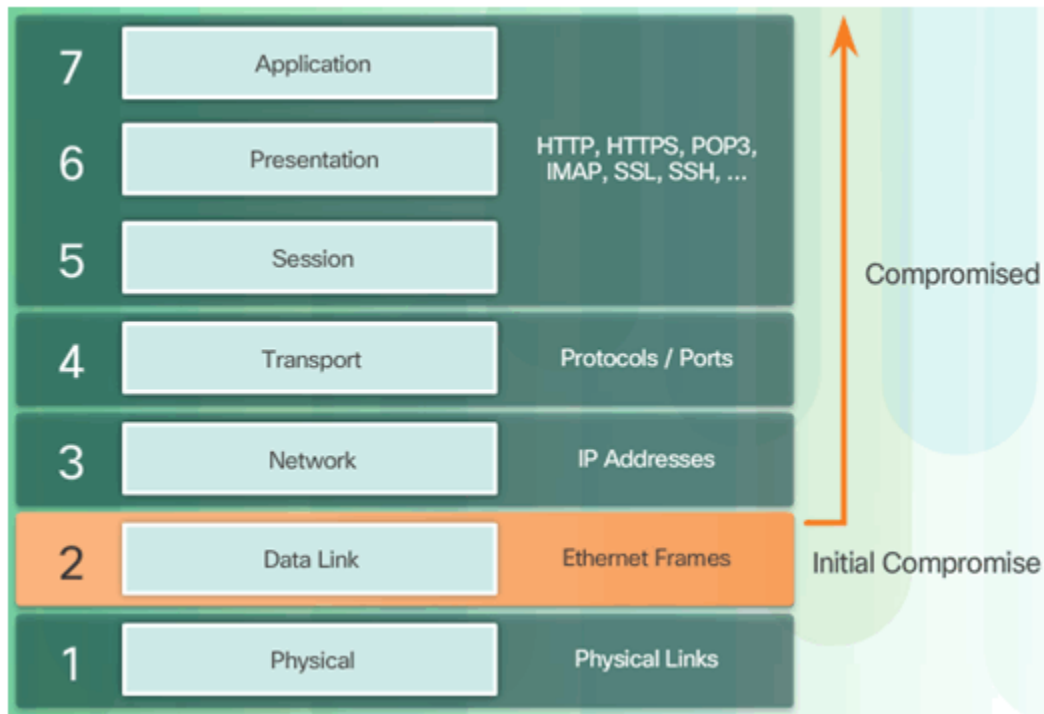 7
Application
6
Presentation
HTTP, HTTPS, POP3,
IMAP, SSL, SSH, ...
5
Session
Compromised
4
Transport
Protocols / Ports
3
Network
IP Addresses
2
Data Link
Ethernet Frames
Initial Compromise
1
Physical
Physical Links